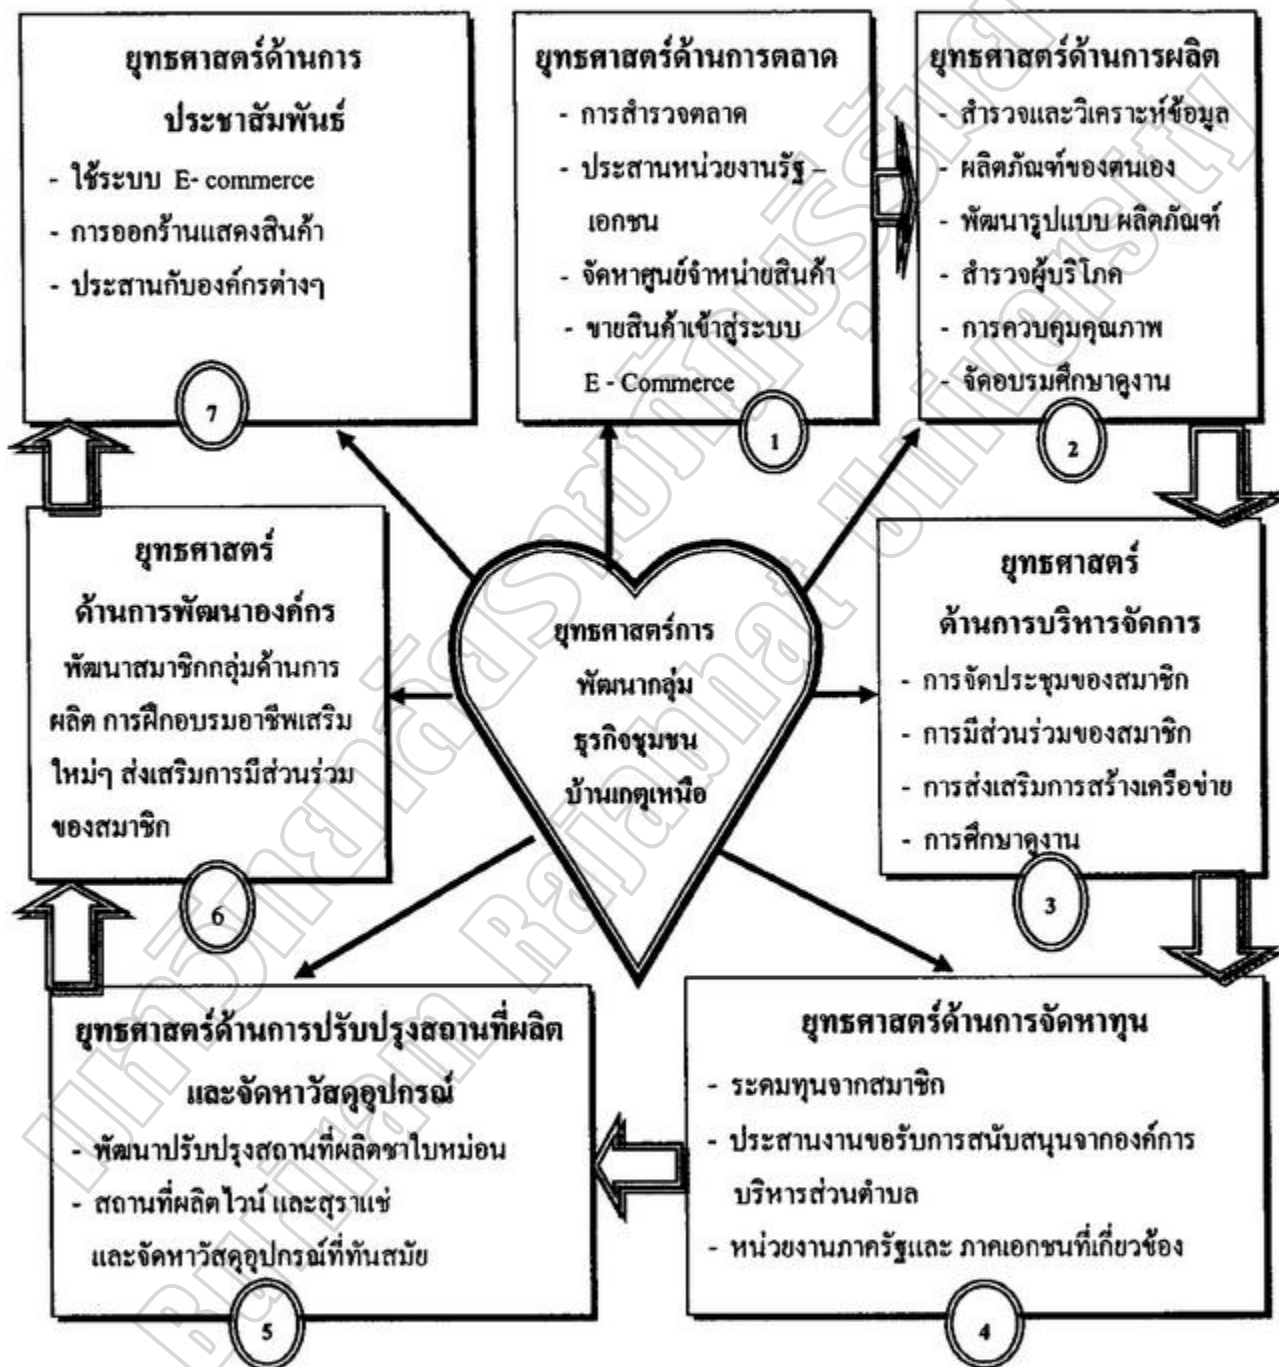 ยุทธศาสตร์ด้านการ
ประชาสัมพันธ์
- ใช้ระบบ E- commerce
- การออกร้านแสดงสินค้า
- ประสานกับองค์กรต่างๆ
7
ยุทธศาสตร์ด้านการตลาด
- การสำรวจตลาด
- ประสานหน่วยงานรัฐ –
เอกชน
- จัดหาศูนย์จำหน่ายสินค้า
- ขายสินค้าเข้าสู่ระบบ
E - Commerce
1
ยุทธศาสตร์ด้านการผลิต
- สำรวจและวิเคราะห์ข้อมูล
- ผลิตภัณฑ์ของตนเอง
- พัฒนารูปแบบ ผลิตภัณฑ์
- สำรวจผู้บริโภค
- การควบคุมคุณภาพ
- จัดอบรมศึกษาดูงาน
2
ยุทธศาสตร์
ด้านการพัฒนาองค์กร
พัฒนาสมาชิกกลุ่มด้านการ
ผลิต การฝึกอบรมอาชีพเสริม
ใหม่ๆ ส่งเสริมการมีส่วนร่วม
ของสมาชิก
6
ยุทธศาสตร์การ
พัฒนากลุ่ม
ธุรกิจชุมชน
บ้านเกตุเหนือ
ยุทธศาสตร์
ด้านการบริหารจัดการ
- การจัดประชุมของสมาชิก
- การมีส่วนร่วมของสมาชิก
- การส่งเสริมการสร้างเครือข่าย
- การศึกษาดูงาน
3
ยุทธศาสตร์ด้านการปรับปรุงสถานที่ผลิต
และจัดหาวัสดุอุปกรณ์
- พัฒนาปรับปรุงสถานที่ผลิตชาใบหม่อน
- สถานที่ผลิตไวน์ และสุราแช่
และจัดหาวัสดุอุปกรณ์ที่ทันสมัย
5
ยุทธศาสตร์ด้านการจัดหาทุน
- ระดมทุนจากสมาชิก
- ประสานงานขอรับการสนับสนุนจากองค์การ
บริหารส่วนตำบล
- หน่วยงานภาครัฐและ ภาคเอกชนที่เกี่ยวข้อง
4
มหาวิทยาลัยราชภัฏบุรีรัมย์
Buriram Rajabhat University